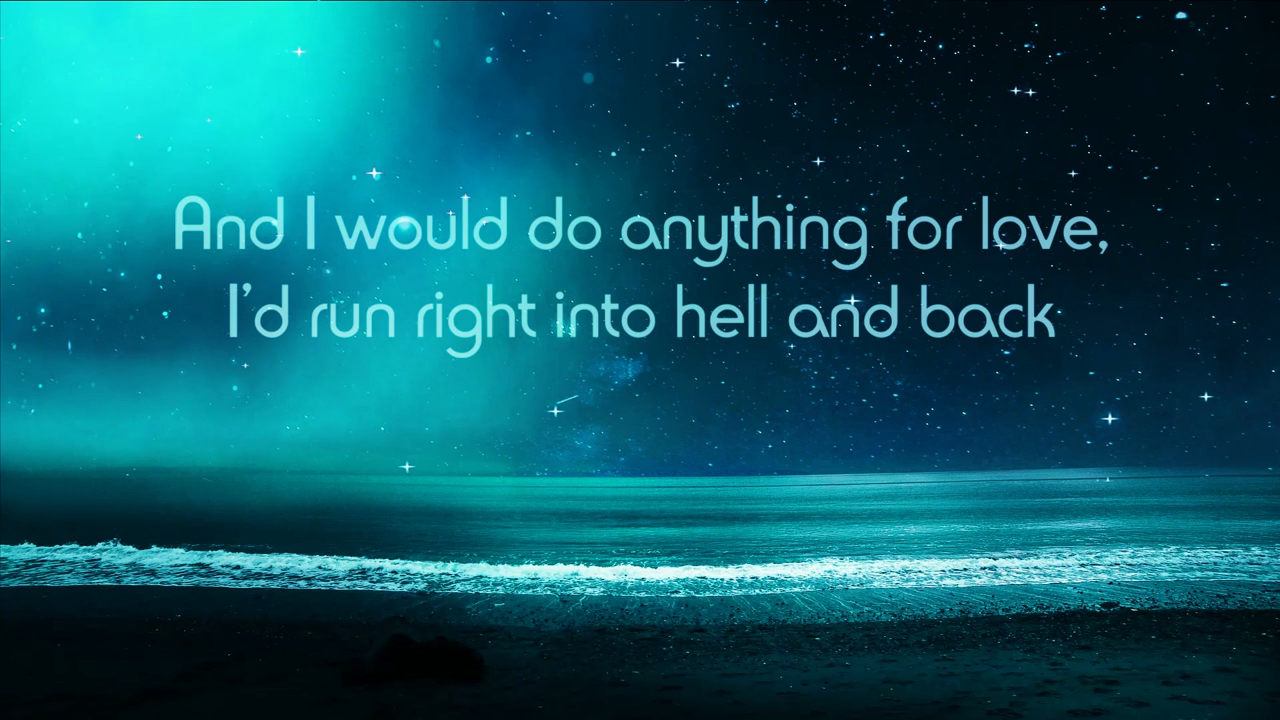 And I would do anything for love,
I’d run right into hell and back